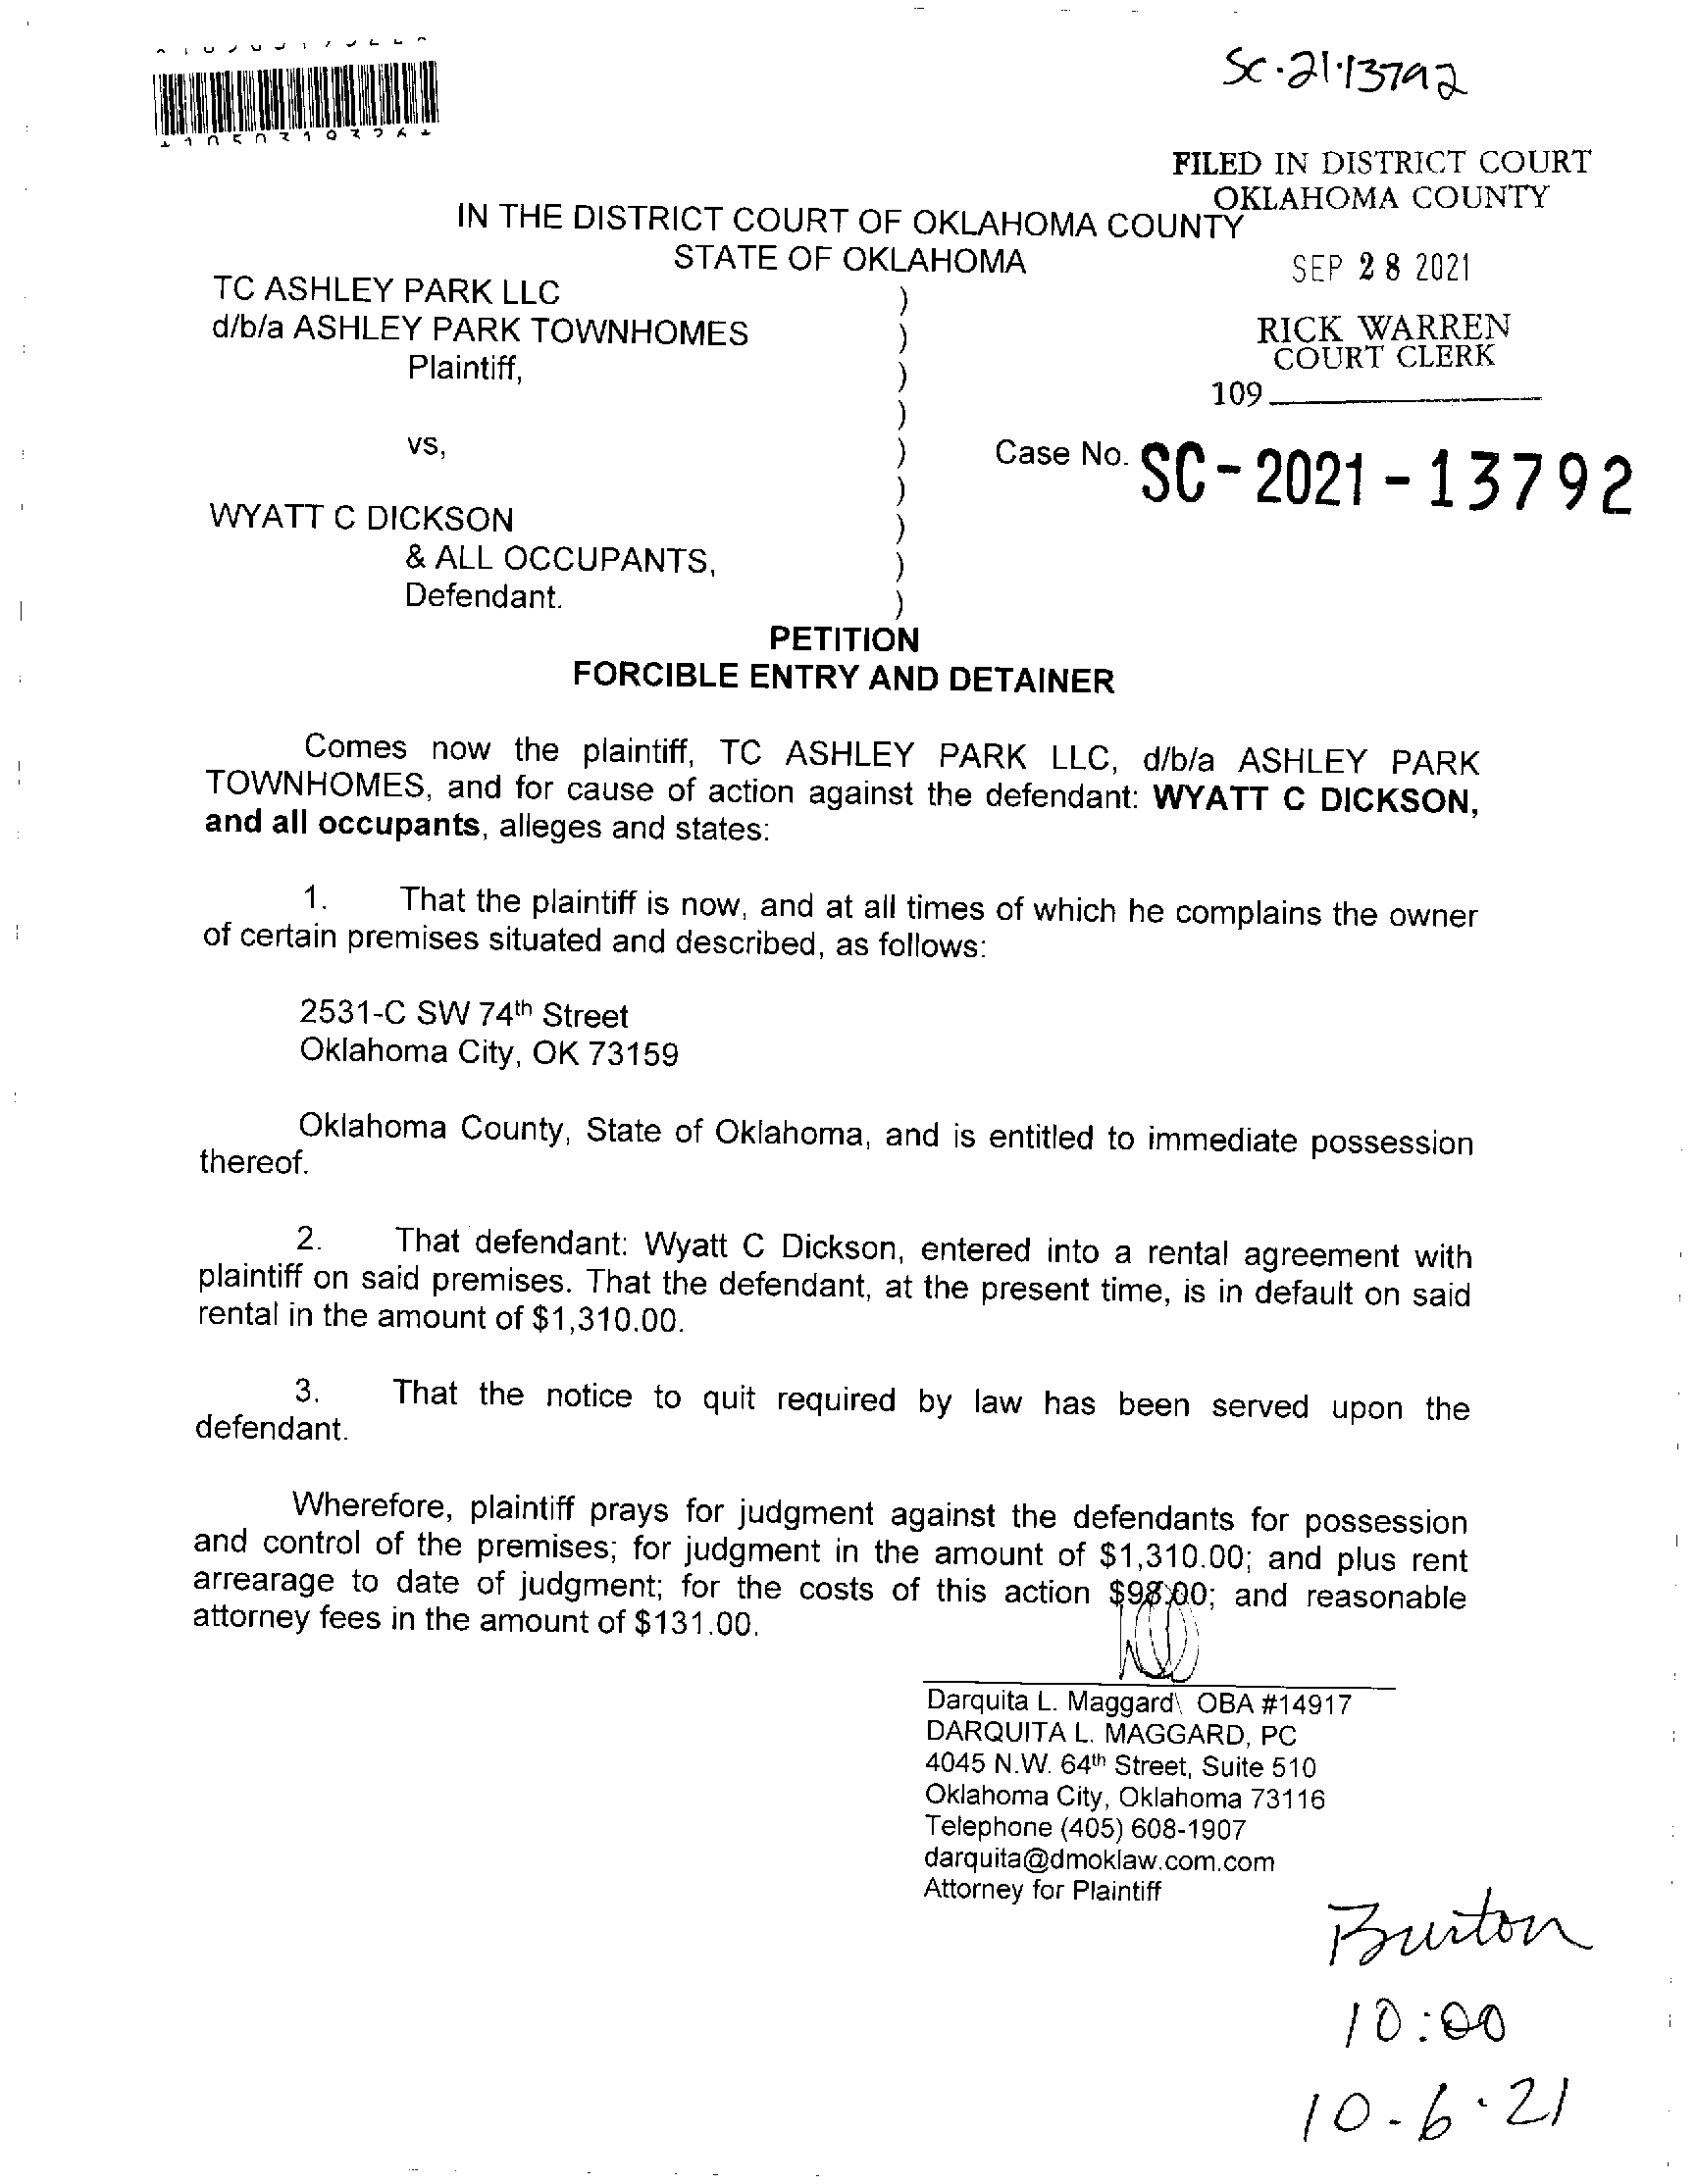 SC-21-13792
FILED IN DISTRICT COURT
OKLAHOMA COUNTY
IN THE DISTRICT COURT OF OKLAHOMA COUNTY
STATE OF OKLAHOMA
SEP 28 2021
TC ASHLEY PARK LLC )
d/b/a ASHLEY PARK TOWNHOMES )
RICK WARREN
COURT CLERK
Plaintiff, )
109
)
vs, )
Case No. SC-2021-13792
)
WYATT C DICKSON )
& ALL OCCUPANTS, )
Defendant. )
PETITION
FORCIBLE ENTRY AND DETAINER
Comes now the plaintiff, TC ASHLEY PARK LLC, d/b/a ASHLEY PARK
TOWNHOMES, and for cause of action against the defendant: WYATT C DICKSON,
and all occupants, alleges and states:
1. That the plaintiff is now, and at all times of which he complains the owner
of certain premises situated and described, as follows:
2531-C SW 74th Street
Oklahoma City, OK 73159
Oklahoma County, State of Oklahoma, and is entitled to immediate possession
thereof.
2. That defendant: Wyatt C Dickson, entered into a rental agreement with
plaintiff on said premises. That the defendant, at the present time, is in default on said
rental in the amount of $1,310.00.
3. That the notice to quit required by law has been served upon the
defendant.
Wherefore, plaintiff prays for judgment against the defendants for possession
and control of the premises; for judgment in the amount of $1,310.00; and plus rent
arrearage to date of judgment; for the costs of this action $98.00; and reasonable
attorney fees in the amount of $131.00.
Darquita L. Maggard OBA #14917
DARQUITA L. MAGGARD, PC
4045 N.W. 64th Street, Suite 510
Oklahoma City, Oklahoma 73116
Telephone (405) 608-1907
darquita@dmoklaw.com.com
Attorney for Plaintiff
Burton
10:00
10-6-21